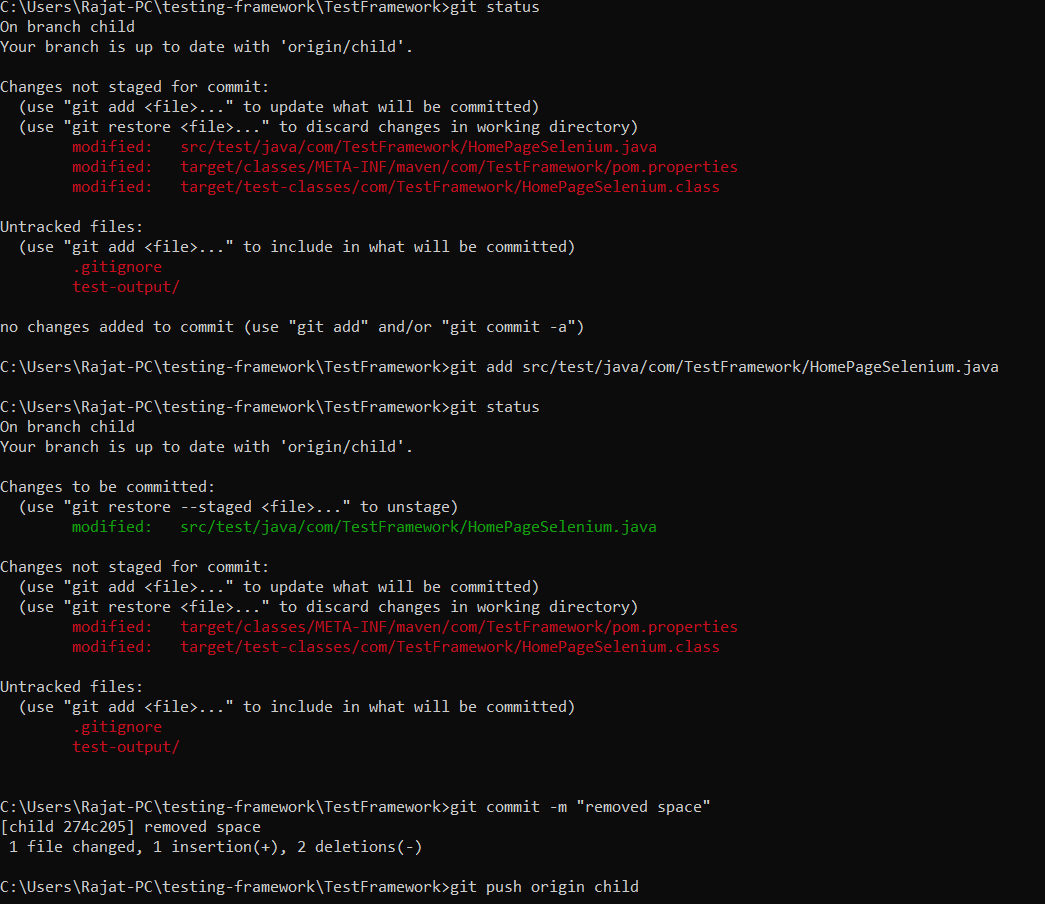 C:\Users\Rajat-PC\testing-framework\TestFramework>git status
On branch child
Your branch is up to date with 'origin/child'.
Changes not staged for commit:
  (use "git add <file>..." to update what will be committed)
  (use "git restore <file>..." to discard changes in working directory)
        modified:   src/test/java/com/TestFramework/HomePageSelenium.java
        modified:   target/classes/META-INF/maven/com/TestFramework/pom.properties
        modified:   target/test-classes/com/TestFramework/HomePageSelenium.class
Untracked files:
  (use "git add <file>..." to include in what will be committed)
        .gitignore
        test-output/
no changes added to commit (use "git add" and/or "git commit -a")
C:\Users\Rajat-PC\testing-framework\TestFramework>git add src/test/java/com/TestFramework/HomePageSelenium.java
C:\Users\Rajat-PC\testing-framework\TestFramework>git status
On branch child
Your branch is up to date with 'origin/child'.
Changes to be committed:
  (use "git restore --staged <file>..." to unstage)
        modified:   src/test/java/com/TestFramework/HomePageSelenium.java
Changes not staged for commit:
  (use "git add <file>..." to update what will be committed)
  (use "git restore <file>..." to discard changes in working directory)
        modified:   target/classes/META-INF/maven/com/TestFramework/pom.properties
        modified:   target/test-classes/com/TestFramework/HomePageSelenium.class
Untracked files:
  (use "git add <file>..." to include in what will be committed)
        .gitignore
        test-output/
C:\Users\Rajat-PC\testing-framework\TestFramework>git commit -m "removed space"
[child 274c205] removed space
 1 file changed, 1 insertion(+), 2 deletions(-)
C:\Users\Rajat-PC\testing-framework\TestFramework>git push origin child